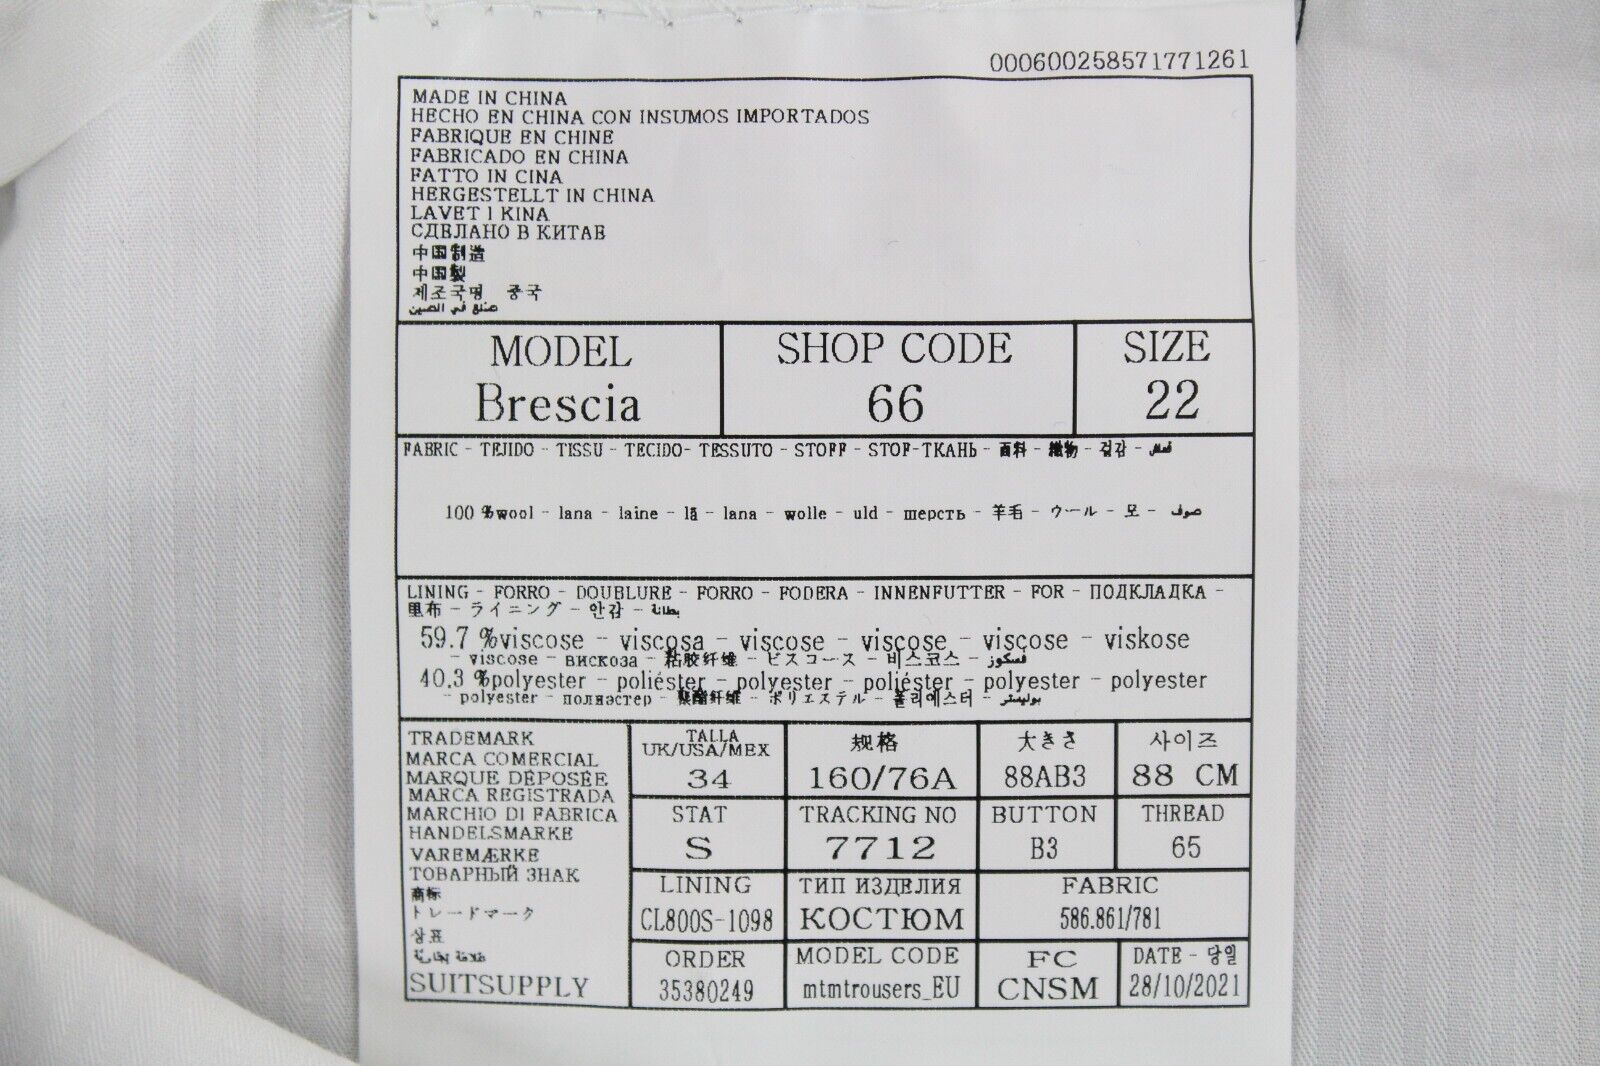 000600258571771261
MADE IN CHINA
HECHO EN CHINA CON INSUMOS IMPORTADOS
FABRIQUE EN CHINE
FABRICADO EN CHINA
FATTO IN CINA
HERGESTELLT IN CHINA
LAVET I KINA
СДЕЛАНО В КИТАЕ
中国制造
中国製
제조국명 중국
صنع في الصين
MODEL
Brescia
SHOP CODE
66
SIZE
22
FABRIC - TEJIDO - TISSU - TECIDO- TESSUTO - STOFF - STOF-ТКАНЬ - 面料 - 織物 - 겉감 -
100 %wool - lana - laine - lã - lana - wolle - uld - шерсть - 羊毛 - ウール - 모 - صوف
LINING - FORRO - DOUBLURE - FORRO - FODERA - INNENFUTTER - FOR - ПОДКЛАДКА -
里布 - ライニング - 안감 - بطانة
59.7 %viscose - viscosa - viscose - viscose - viscose - viskose
- viscose - вискоза - 粘胶纤维 - ビスコース - 비스코스 - فسكوز
40.3 %polyester - poliéster - polyester - poliéster - polyester - polyester
- polyester - полиэстер - 聚酯纤维 - ポリエステル - 폴리에스터 - بوليستر
TRADEMARK
MARCA COMERCIAL
MARQUE DÉPOSÉE
MARCA REGISTRADA
MARCHIO DI FABRICA
HANDELSMARKE
VAREMÆRKE
ТОВАРНЫЙ ЗНАК
商标
トレードマーク
상표
SUITSUPPLY
TALLA
UK/USA/MEX
34
规格
160/76A
大きさ
88AB3
사이즈
88 CM
STAT
S
TRACKING NO
7712
BUTTON
B3
THREAD
65
LINING
CL800S-1098
ТИП ИЗДЕЛИЯ
КОСТЮМ
FABRIC
586.861/781
ORDER
35380249
MODEL CODE
mtmtrousers_EU
FC
CNSM
DATE - 당일
28/10/2021